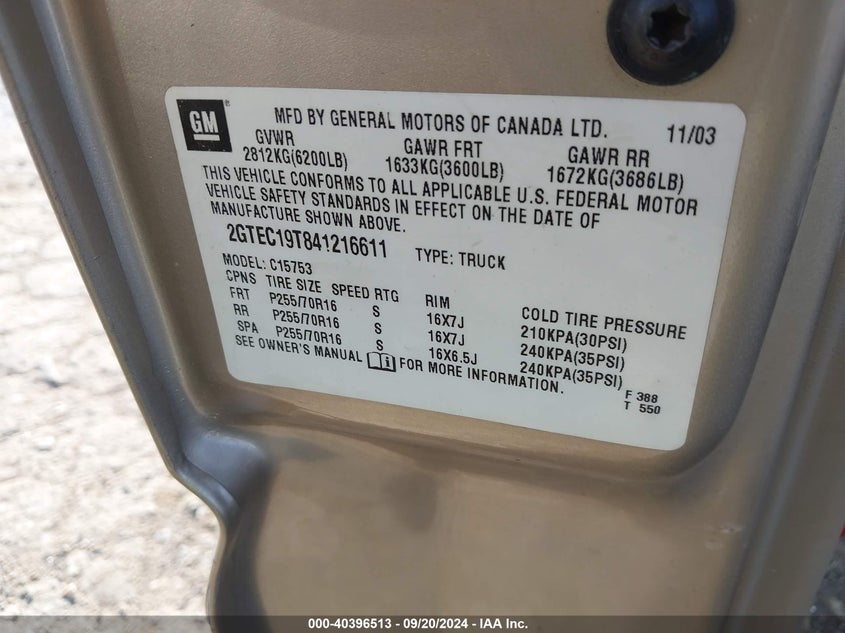 GM ®
MFD BY GENERAL MOTORS OF CANADA LTD. 11/03
GVWR GAWR FRT GAWR RR
2812KG(6200LB) 1633KG(3600LB) 1672KG(3686LB)
THIS VEHICLE CONFORMS TO ALL APPLICABLE U.S. FEDERAL MOTOR
VEHICLE SAFETY STANDARDS IN EFFECT ON THE DATE OF
MANUFACTURE SHOWN ABOVE.
2GTEC19T841216611 TYPE: TRUCK
MODEL: C15753
CPNS TIRE SIZE SPEED RTG RIM COLD TIRE PRESSURE
FRT P255/70R16 S 16X7J 210KPA(30PSI)
RR P255/70R16 S 16X7J 240KPA(35PSI)
SPA P255/70R16 S 16X6.5J 240KPA(35PSI)
SEE OWNER'S MANUAL FOR MORE INFORMATION.
F 388
T 550
000-40396513 - 09/20/2024 - IAA Inc.